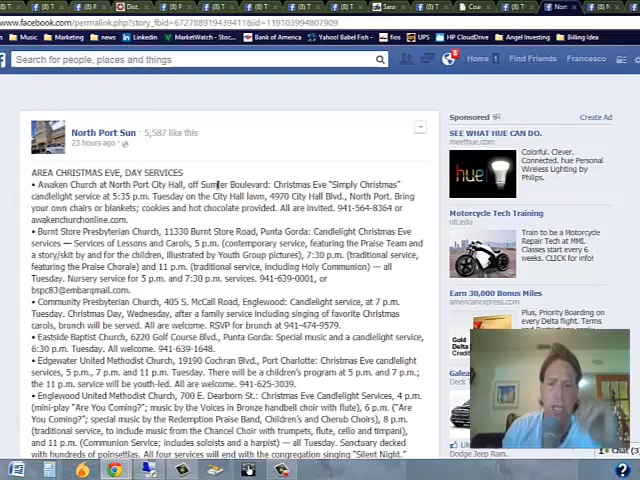 www.facebook.com/permalink.php?story_fbid=672788919439411&id=119103994807909
Music
Marketing
news
Linkedin
MarketWatch - Stoc...
Bank of America
Yahoo! Babel Fish -
fios
UPS
HP CloudDrive
Angel Investing
Billing Idea
Search for people, places and things
8
Home 1
Find Friends
Francesco
North Port Sun · 5,587 like this
23 hours ago ·
AREA CHRISTMAS EVE, DAY SERVICES
• Awaken Church at North Port City Hall, off Sumter Boulevard: Christmas Eve "Simply Christmas"
candlelight service at 5:35 p.m. Tuesday on the City Hall lawn, 4970 City Hall Blvd., North Port. Bring
your own chairs or blankets; cookies and hot chocolate provided. All are invited. 941-564-8364 or
awakenchurchonline.com.
• Burnt Store Presbyterian Church, 11330 Burnt Store Road, Punta Gorda: Candlelight Christmas Eve
services — Services of Lessons and Carols, 5 p.m. (contemporary service, featuring the Praise Team and
a story/skit by and for the children, illustrated by Youth Group pictures), 7:30 p.m. (traditional service,
featuring the Praise Chorale) and 11 p.m. (traditional service, including Holy Communion) — all
Tuesday. Nursery service for 5 p.m. and 7:30 p.m. services. 941-639-0001, or
bspc83@embarqmail.com.
• Community Presbyterian Church, 405 S. McCall Road, Englewood: Candlelight service, at 7 p.m.
Tuesday. Christmas Day, Wednesday, after a family service including singing of favorite Christmas
carols, brunch will be served. All are welcome. RSVP for brunch at 941-474-9579.
• Eastside Baptist Church, 6220 Golf Course Blvd., Punta Gorda: Special music and a candlelight service,
6:30 p.m. Tuesday. All welcome. 941-639-1648.
• Edgewater United Methodist Church, 19190 Cochran Blvd., Port Charlotte: Christmas Eve candlelight
services, 5 p.m., 7 p.m. and 11 p.m. Tuesday. There will be a children's program at 5 p.m. and 7 p.m.;
the 11 p.m. service will be youth-led. All are welcome. 941-625-3039.
• Englewood United Methodist Church, 700 E. Dearborn St.: Christmas Eve Candlelight Services, 4 p.m.
(mini-play "Are You Coming?"; music by the Voices in Bronze handbell choir with flute), 6 p.m. ("Are
You Coming?"; special music by the Redemption Praise Band, Children's and Cherub Choirs), 8 p.m.
(traditional service, to include music from the Chancel Choir with trumpets, flute, cello and timpani),
and 11 p.m. (Communion Service; includes soloists and a harpist) — all Tuesday. Sanctuary decked
with hundreds of poinsettias. All four services will end with the congregation singing "Silent Night."
Sponsored
Create Ad
SEE WHAT HUE CAN DO.
meethue.com
hue
Colorful. Clever.
Connected. hue Personal
Wireless Lighting by
Philips.
Motorcycle Tech Training
uti.edu
Train to be a Motorcycle
Repair Tech at MMI.
Classes start every 6
weeks. CLICK for info!
Earn 30,000 Bonus Miles
americanexpress.com
Plus, Priority Boarding on
every Delta flight. Terms
Gold
Delta
Like
Dodge Jeep Ram.
Chat